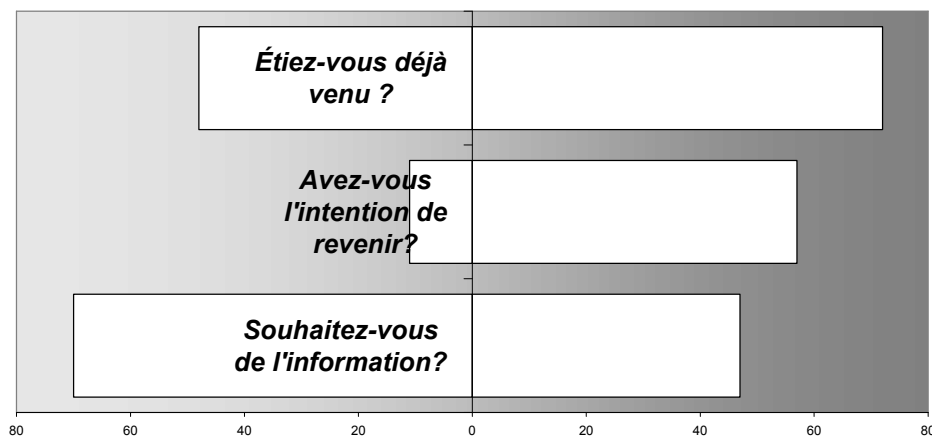 Étiez-vous déjà
venu ?
Avez-vous
l'intention de
revenir?
Souhaitez-vous
de l'information?
80 60 40 20 0 20 40 60 80